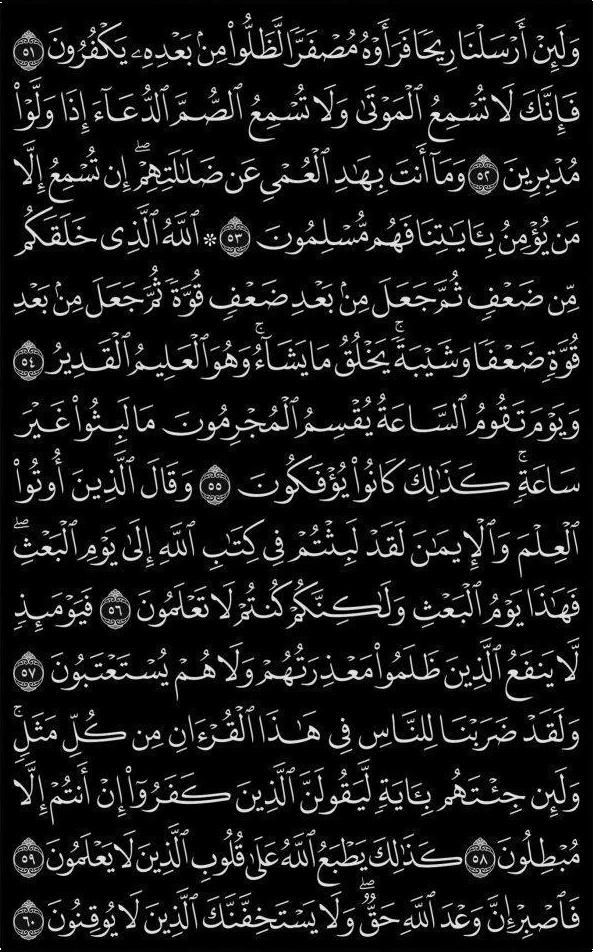 وَلَئِنْ أَرْسَلْنَا رِيحًا فَرَأَوْهُ مُصْفَرًّا لَّظَلُّوا۟ مِنۢ بَعْدِهِۦ يَكْفُرُونَ ٥١
فَإِنَّكَ لَا تُسْمِعُ ٱلْمَوْتَىٰ وَلَا تُسْمِعُ ٱلصُّمَّ ٱلدُّعَآءَ إِذَا وَلَّوْا۟
مُدْبِرِينَ ٥٢ وَمَآ أَنتَ بِهَٰدِ ٱلْعُمْىِ عَن ضَلَٰلَتِهِمْ ۖ إِن تُسْمِعُ إِلَّا
مَن يُؤْمِنُ بِـَٔايَٰتِنَا فَهُم مُّسْلِمُونَ ٥٣ * ٱللَّهُ ٱلَّذِى خَلَقَكُم
مِّن ضَعْفٍ ثُمَّ جَعَلَ مِنۢ بَعْدِ ضَعْفٍ قُوَّةً ثُمَّ جَعَلَ مِنۢ بَعْدِ
قُوَّةٍ ضَعْفًا وَشَيْبَةً ۚ يَخْلُقُ مَا يَشَآءُ ۖ وَهُوَ ٱلْعَلِيمُ ٱلْقَدِيرُ ٥٤
وَيَوْمَ تَقُومُ ٱلسَّاعَةُ يُقْسِمُ ٱلْمُجْرِمُونَ مَا لَبِثُوا۟ غَيْرَ
سَاعَةٍ ۚ كَذَٰلِكَ كَانُوا۟ يُؤْفَكُونَ ٥٥ وَقَالَ ٱلَّذِينَ أُوتُوا۟
ٱلْعِلْمَ وَٱلْإِيمَٰنَ لَقَدْ لَبِثْتُمْ فِى كِتَٰبِ ٱللَّهِ إِلَىٰ يَوْمِ ٱلْبَعْثِ ۖ
فَهَٰذَا يَوْمُ ٱلْبَعْثِ وَلَٰكِنَّكُمْ كُنتُمْ لَا تَعْلَمُونَ ٥٦ فَيَوْمَئِذٍ
لَّا يَنفَعُ ٱلَّذِينَ ظَلَمُوا۟ مَعْذِرَتُهُمْ وَلَا هُمْ يُسْتَعْتَبُونَ ٥٧
وَلَقَدْ ضَرَبْنَا لِلنَّاسِ فِى هَٰذَا ٱلْقُرْءَانِ مِن كُلِّ مَثَلٍ ۚ
وَلَئِن جِئْتَهُم بِـَٔايَةٍ لَّيَقُولَنَّ ٱلَّذِينَ كَفَرُوٓا۟ إِنْ أَنتُمْ إِلَّا
مُبْطِلُونَ ٥٨ كَذَٰلِكَ يَطْبَعُ ٱللَّهُ عَلَىٰ قُلُوبِ ٱلَّذِينَ لَا يَعْلَمُونَ ٥٩
فَٱصْبِرْ إِنَّ وَعْدَ ٱللَّهِ حَقٌّ ۖ وَلَا يَسْتَخِفَّنَّكَ ٱلَّذِينَ لَا يُوقِنُونَ ٦٠